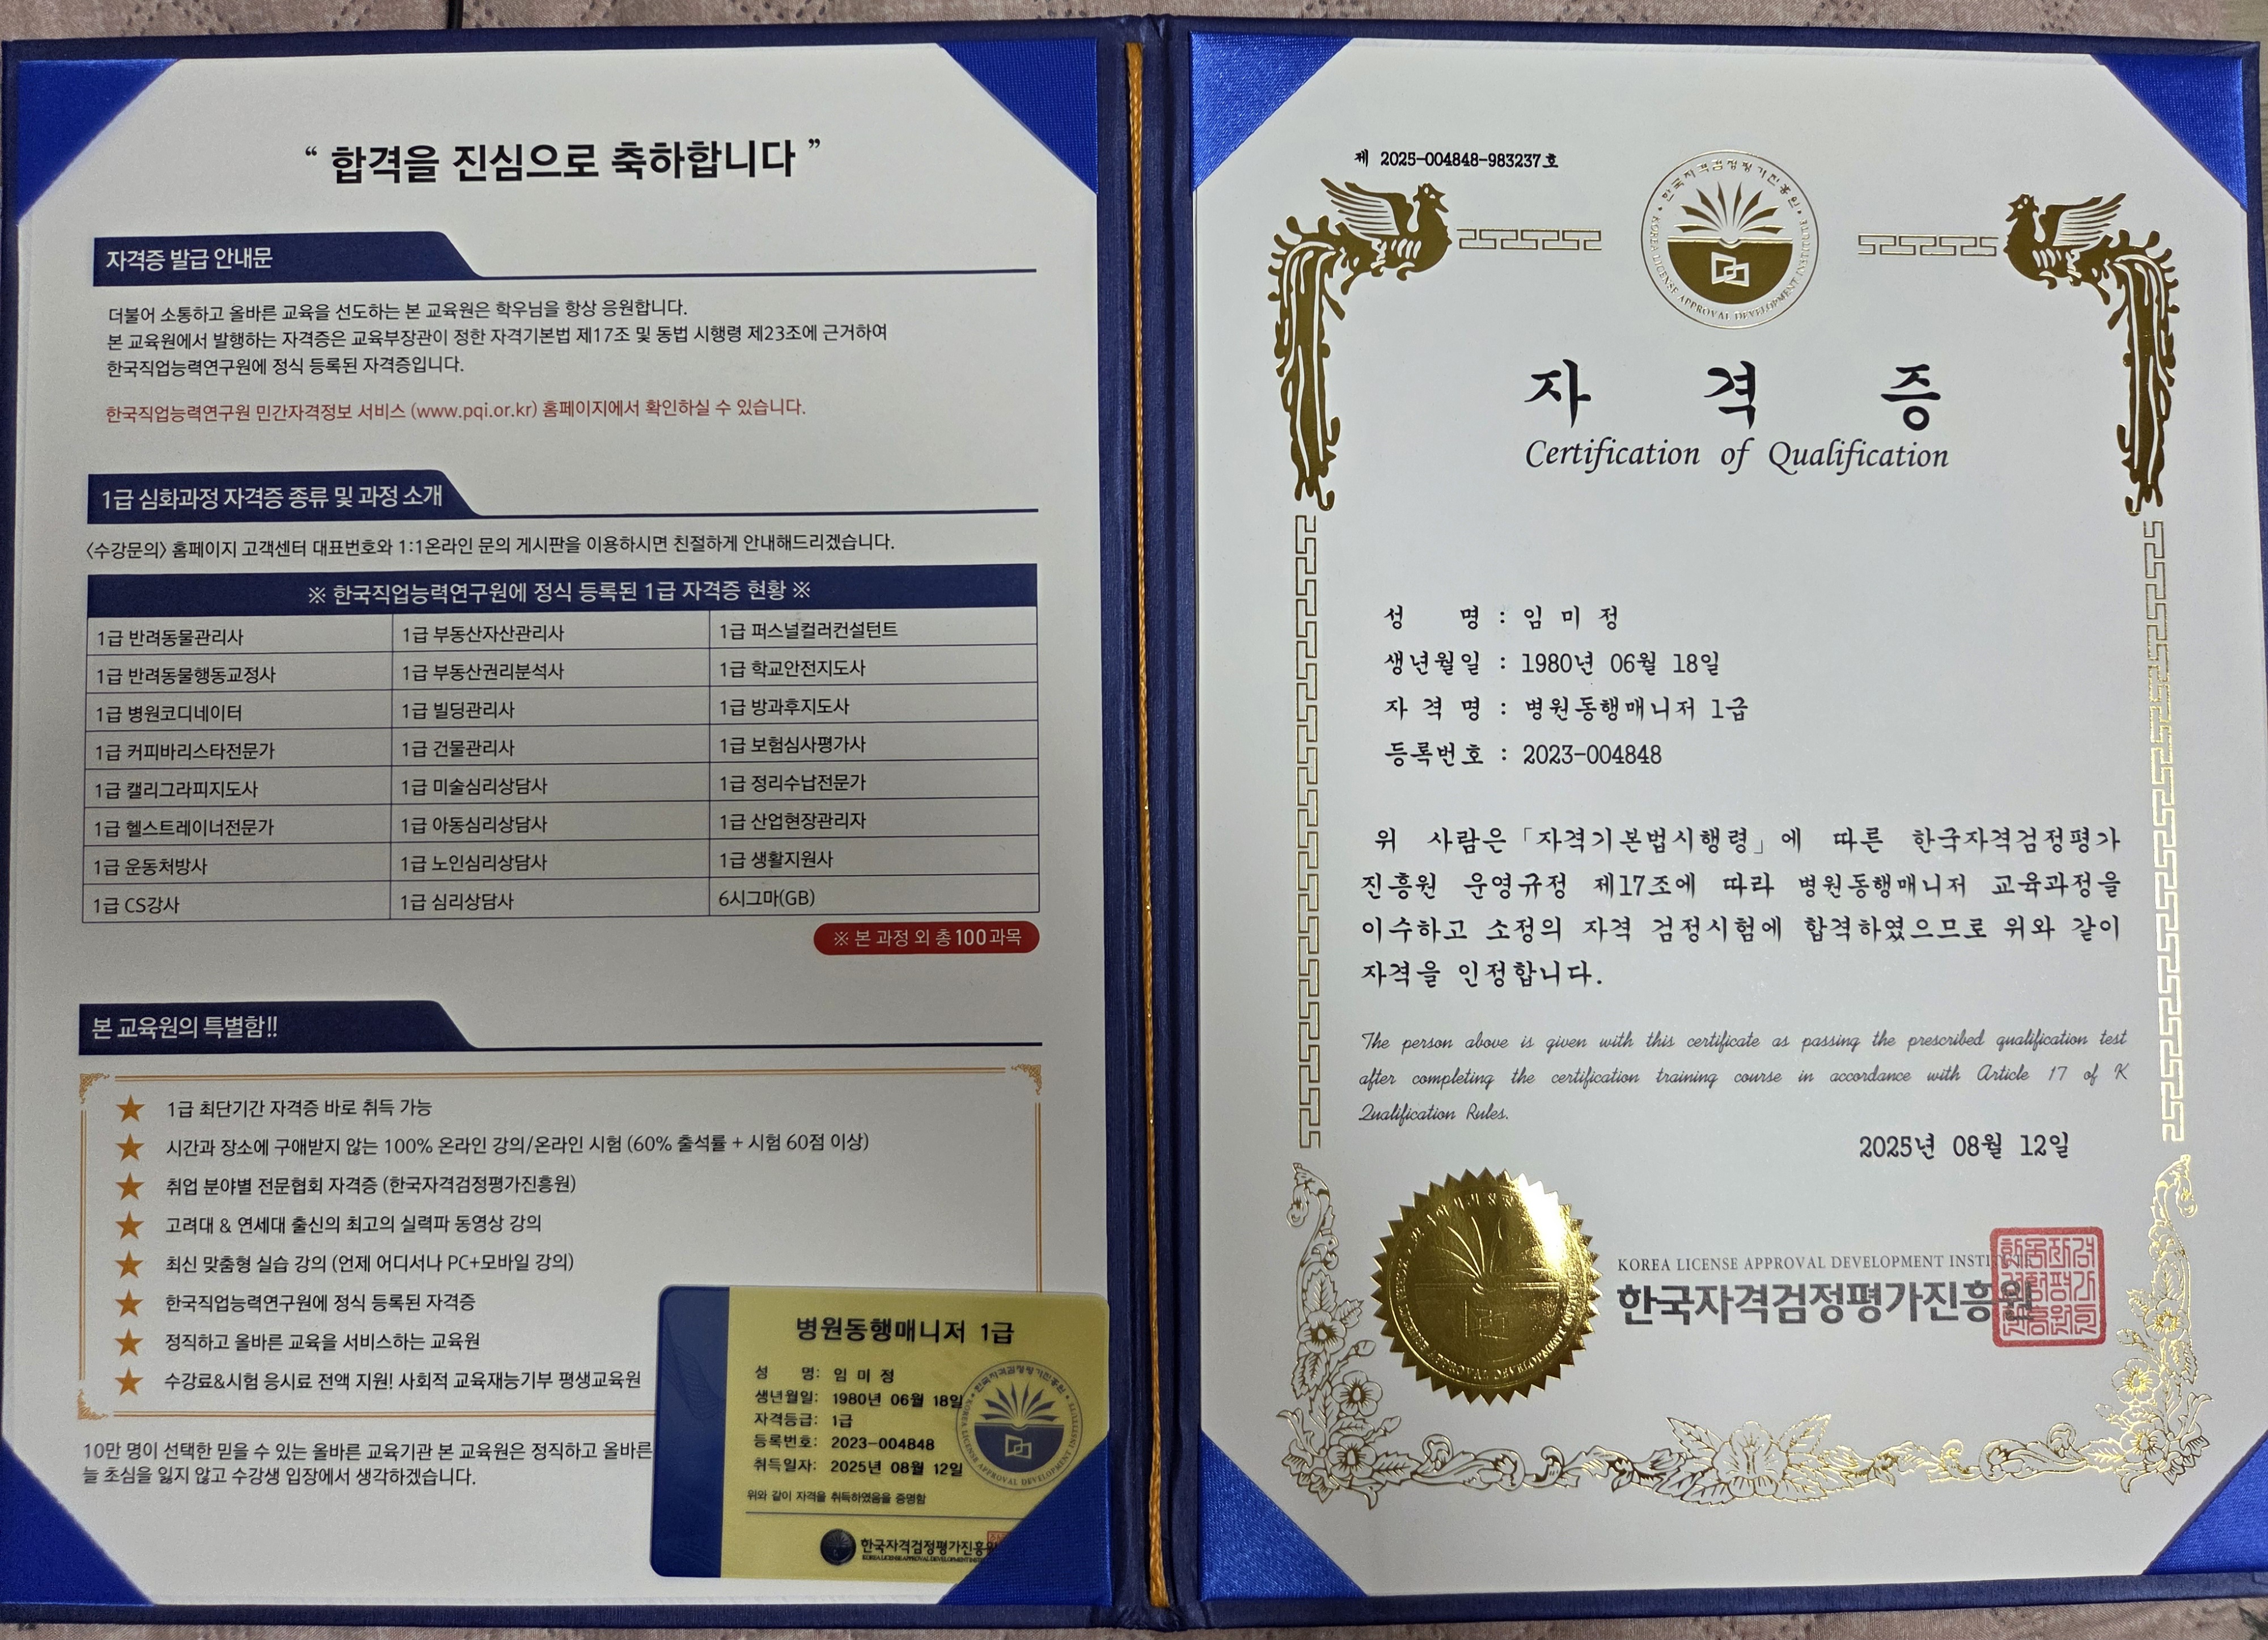 “ 합격을 진심으로 축하합니다 ”
자격증 발급 안내문
더불어 소통하고 올바른 교육을 선도하는 본 교육원은 학우님을 항상 응원합니다.
본 교육원에서 발행하는 자격증은 교육부장관이 정한 자격기본법 제17조 및 동법 시행령 제23조에 근거하여
한국직업능력연구원에 정식 등록된 자격증입니다.
한국직업능력연구원 민간자격정보 서비스 (www.pqi.or.kr) 홈페이지에서 확인하실 수 있습니다.
1급 심화과정 자격증 종류 및 과정 소개
<수강문의> 홈페이지 고객센터 대표번호와 1:1온라인 문의 게시판을 이용하시면 친절하게 안내해드리겠습니다.
※ 한국직업능력연구원에 정식 등록된 1급 자격증 현황 ※
1급 반려동물관리사 1급 부동산자산관리사 1급 퍼스널컬러컨설턴트
1급 반려동물행동교정사 1급 부동산권리분석사 1급 학교안전지도사
1급 병원코디네이터 1급 빌딩관리사 1급 방과후지도사
1급 커피바리스타전문가 1급 건물관리사 1급 보험심사평가사
1급 캘리그라피지도사 1급 미술심리상담사 1급 정리수납전문가
1급 헬스트레이너전문가 1급 아동심리상담사 1급 산업현장관리자
1급 운동처방사 1급 노인심리상담사 1급 생활지원사
1급 CS강사 1급 심리상담사 6시그마(GB)
※ 본 과정 외 총 100과목
본 교육원의 특별함!!
★ 1급 최단기간 자격증 바로 취득 가능
★ 시간과 장소에 구애받지 않는 100% 온라인 강의/온라인 시험 (60% 출석률 + 시험 60점 이상)
★ 취업 분야별 전문협회 자격증 (한국자격검정평가진흥원)
★ 고려대 & 연세대 출신의 최고의 실력파 동영상 강의
★ 최신 맞춤형 실습 강의 (언제 어디서나 PC+모바일 강의)
★ 한국직업능력연구원에 정식 등록된 자격증
★ 정직하고 올바른 교육을 서비스하는 교육원
★ 수강료&시험 응시료 전액 지원! 사회적 교육재능기부 평생교육원
10만 명이 선택한 믿을 수 있는 올바른 교육기관 본 교육원은 정직하고 올바른
늘 초심을 잃지 않고 수강생 입장에서 생각하겠습니다.
병원동행매니저 1급
성 명: 임 미 정
생년월일: 1980년 06월 18일
자격등급: 1급
등록번호: 2023-004848
취득일자: 2025년 08월 12일
위와 같이 자격을 취득하였음을 증명함
한국자격검정평가진흥원
한국자격검정평가진흥원
KOREA LICENSE APPROVAL DEVELOPMENT INSTITUTE
제 2025-004848-983237호
한국자격검정평가진흥원
KOREA LICENSE APPROVAL DEVELOPMENT INSTITUTE
자 격 증
Certification of Qualification
성 명 : 임 미 정
생년월일 : 1980년 06월 18일
자 격 명 : 병원동행매니저 1급
등록번호 : 2023-004848
위 사람은 「자격기본법시행령」에 따른 한국자격검정평가
진흥원 운영규정 제17조에 따라 병원동행매니저 교육과정을
이수하고 소정의 자격 검정시험에 합격하였으므로 위와 같이
자격을 인정합니다.
The person above is given with this certificate as passing the prescribed qualification test
after completing the certification training course in accordance with Article 17 of K
Qualification Rules.
2025년 08월 12일
KOREA LICENSE APPROVAL DEVELOPMENT
한국자격검정평가진흥원